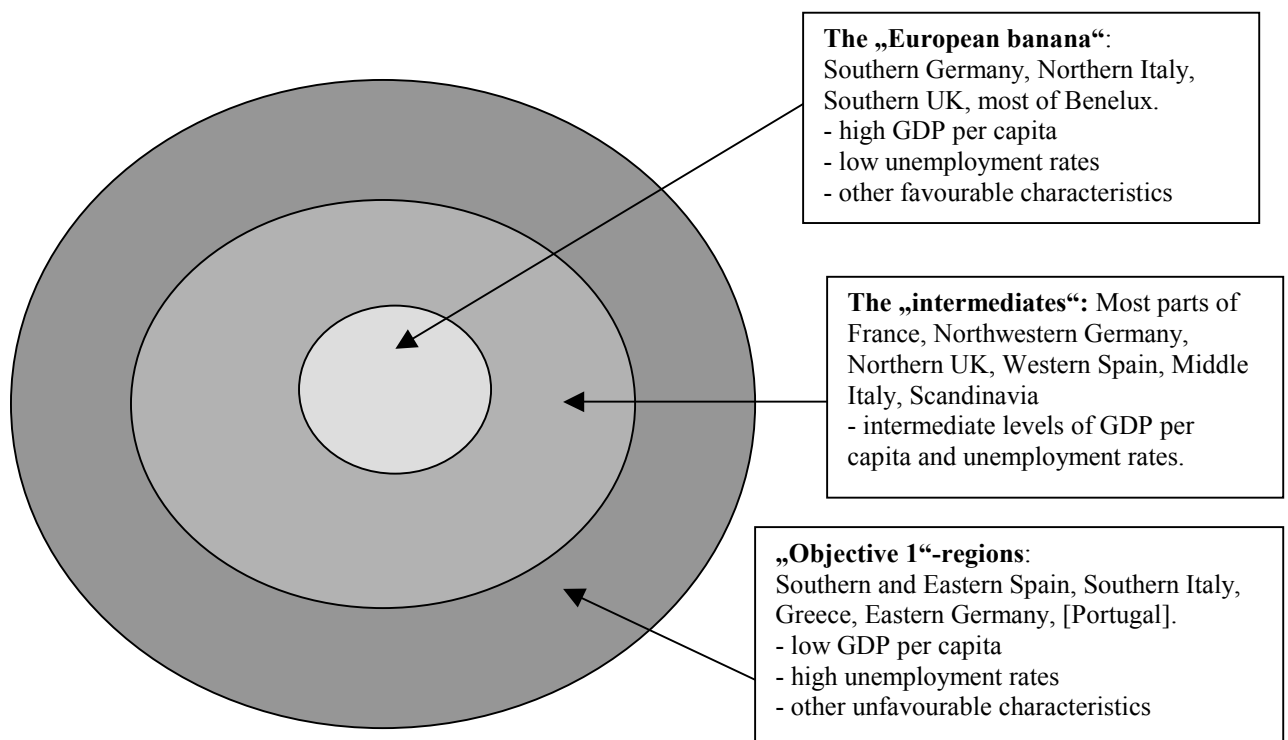 The „European banana“:
Southern Germany, Northern Italy,
Southern UK, most of Benelux.
- high GDP per capita
- low unemployment rates
- other favourable characteristics
The „intermediates“: Most parts of
France, Northwestern Germany,
Northern UK, Western Spain, Middle
Italy, Scandinavia
- intermediate levels of GDP per
capita and unemployment rates.
„Objective 1“-regions:
Southern and Eastern Spain, Southern Italy,
Greece, Eastern Germany, [Portugal].
- low GDP per capita
- high unemployment rates
- other unfavourable characteristics